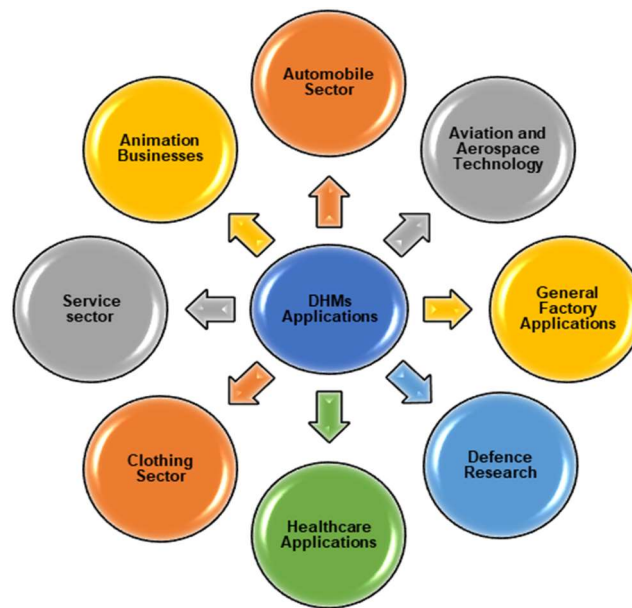 Automobile
Sector
Aviation and
Aerospace
Technology
General
Factory
Applications
Defence
Research
Healthcare
Applications
Clothing
Sector
Service
sector
Animation
Businesses
DHMs
Applications